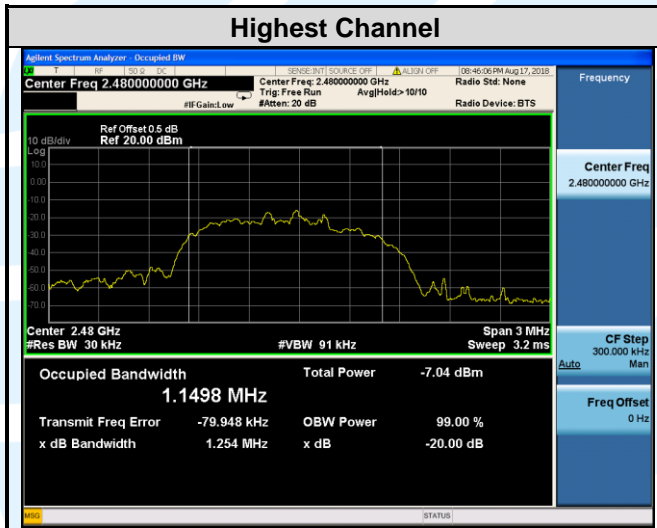 Highest Channel
Agilent Spectrum Analyzer - Occupied BW
T RF 50 Ω DC SENSE:INT SOURCE OFF ALIGN OFF 08:46:06 PM Aug 17, 2018
Center Freq 2.480000000 GHz
Center Freq: 2.480000000 GHz
Radio Std: None
Trig: Free Run Avg|Hold:> 10/10
#IFGain:Low #Atten: 20 dB Radio Device: BTS
Frequency
Ref Offset 0.5 dB
10 dB/div Ref 20.00 dBm
Log
10.0
0.00
-10.0
-20.0
-30.0
-40.0
-50.0
-60.0
-70.0
Center Freq
2.480000000 GHz
Center 2.48 GHz Span 3 MHz
#Res BW 30 kHz #VBW 91 kHz Sweep 3.2 ms
CF Step
300.000 kHz
Auto Man
Occupied Bandwidth Total Power -7.04 dBm
1.1498 MHz
Transmit Freq Error -79.948 kHz OBW Power 99.00 %
x dB Bandwidth 1.254 MHz x dB -20.00 dB
Freq Offset
0 Hz
MSG STATUS